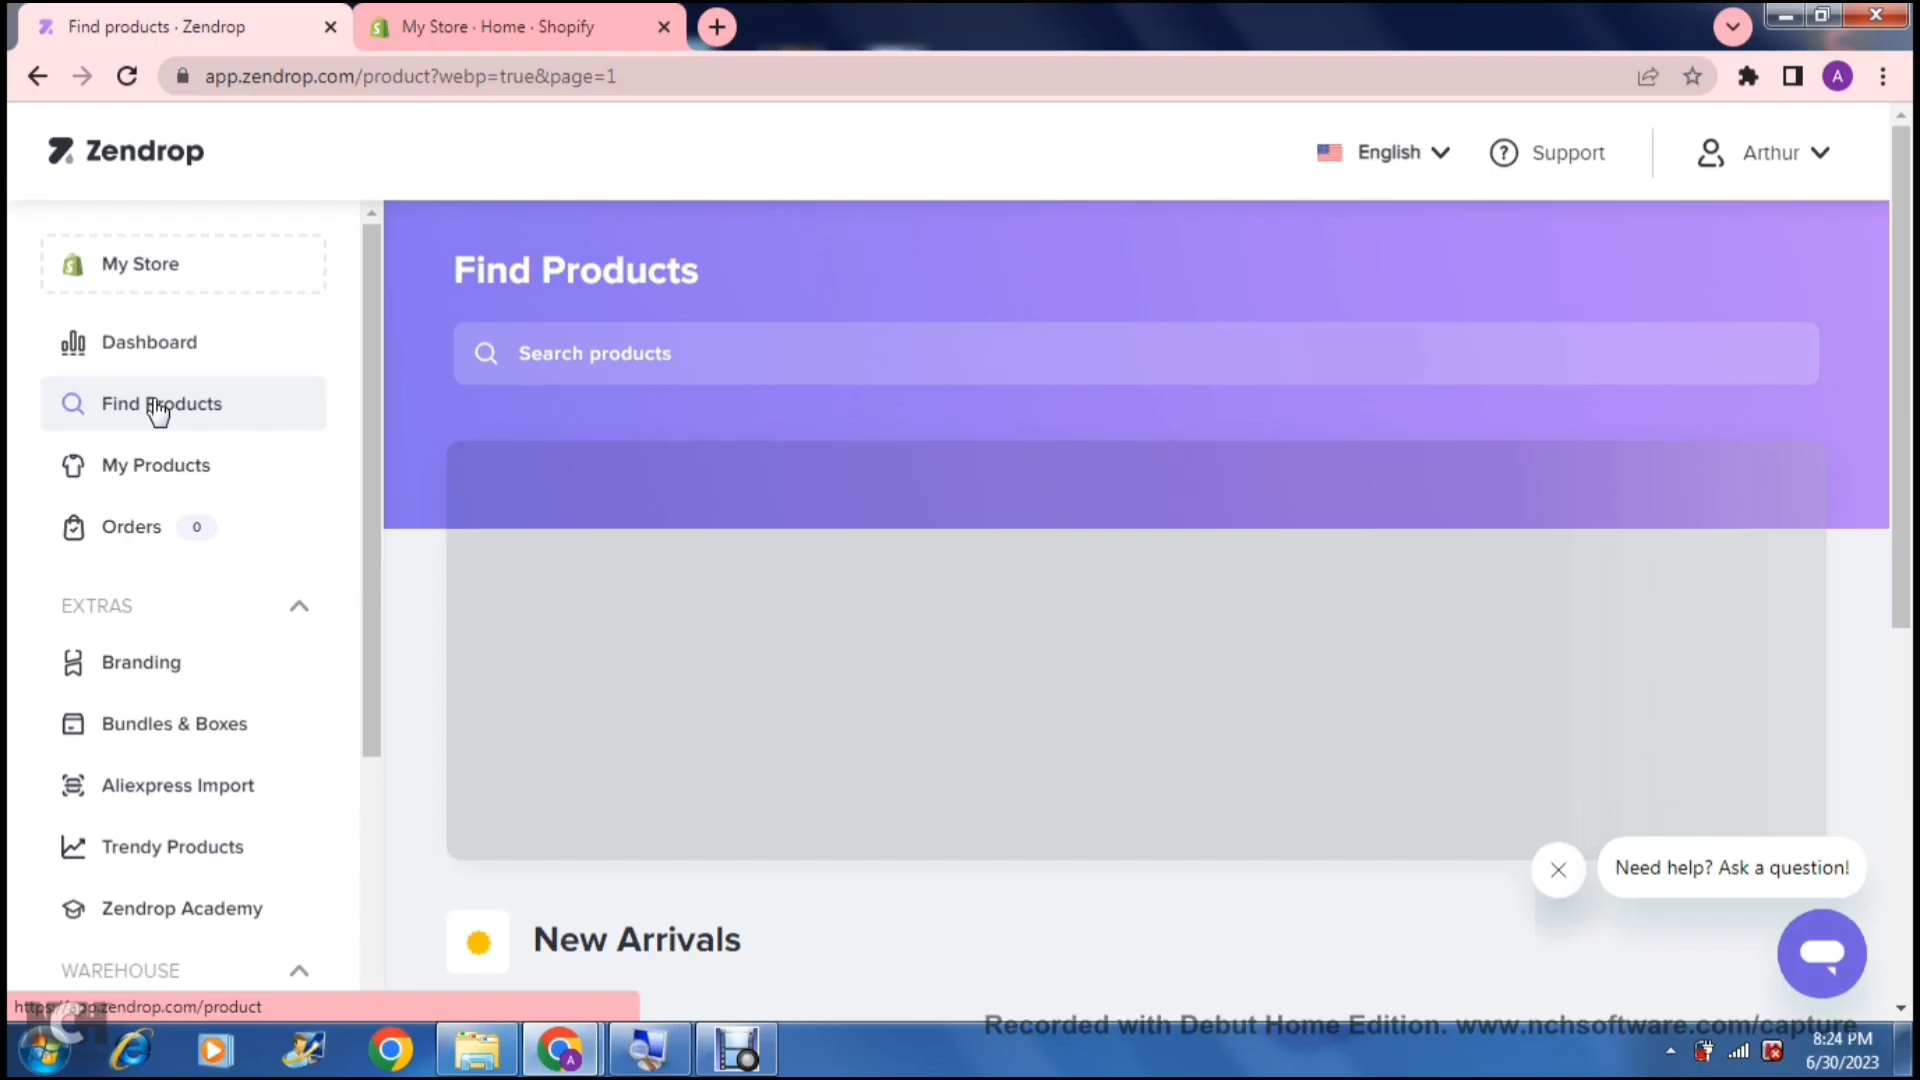 Find products · Zendrop
My Store · Home · Shopify
app.zendrop.com/product?webp=true&page=1
A
Zendrop
English
Support
Arthur
My Store
Dashboard
Find Products
My Products
Orders 0
EXTRAS
Branding
Bundles & Boxes
Aliexpress Import
Trendy Products
Zendrop Academy
WAREHOUSE
Find Products
Search products
Need help? Ask a question!
New Arrivals
https://app.zendrop.com/product
Recorded with Debut Home Edition. www.nchsoftware.com/capture
A
8:24 PM
6/30/2023